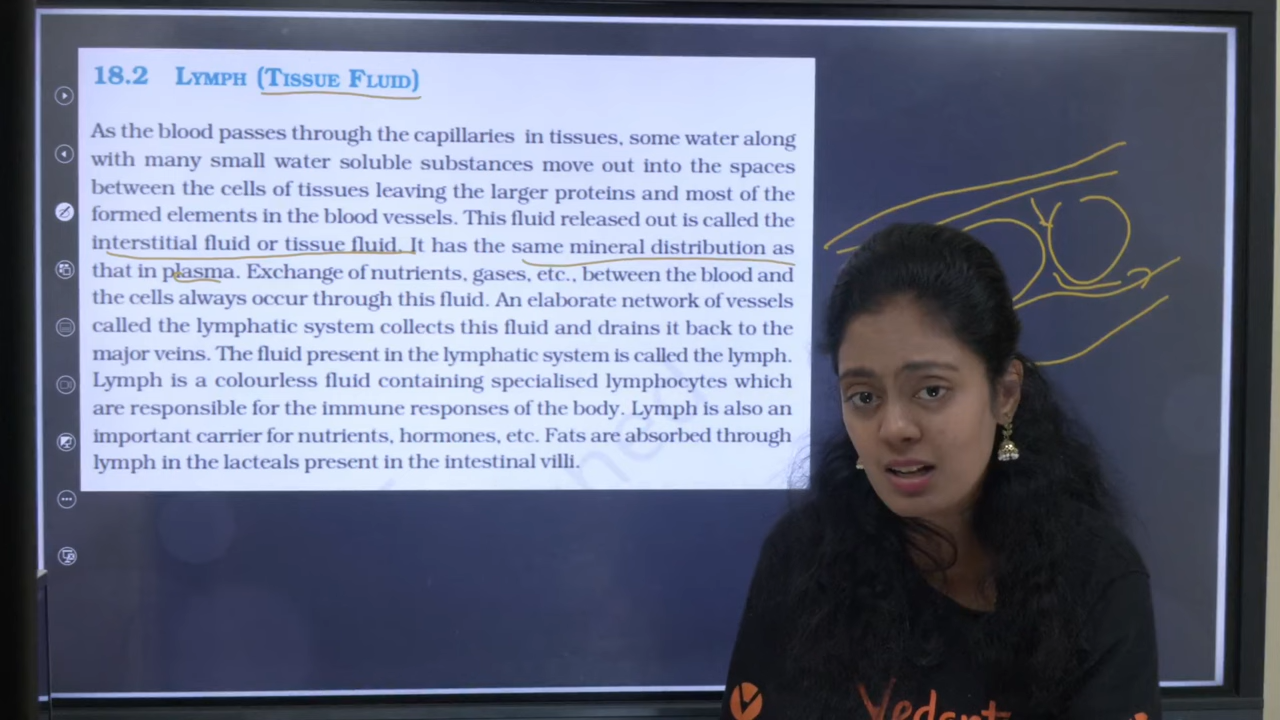 18.2 LYMPH (TISSUE FLUID)
As the blood passes through the capillaries in tissues, some water along
with many small water soluble substances move out into the spaces
between the cells of tissues leaving the larger proteins and most of the
formed elements in the blood vessels. This fluid released out is called the
interstitial fluid or tissue fluid. It has the same mineral distribution as
that in plasma. Exchange of nutrients, gases, etc., between the blood and
the cells always occur through this fluid. An elaborate network of vessels
called the lymphatic system collects this fluid and drains it back to the
major veins. The fluid present in the lymphatic system is called the lymph.
Lymph is a colourless fluid containing specialised lymphocytes which
are responsible for the immune responses of the body. Lymph is also an
important carrier for nutrients, hormones, etc. Fats are absorbed through
lymph in the lacteals present in the intestinal villi.
Vedant